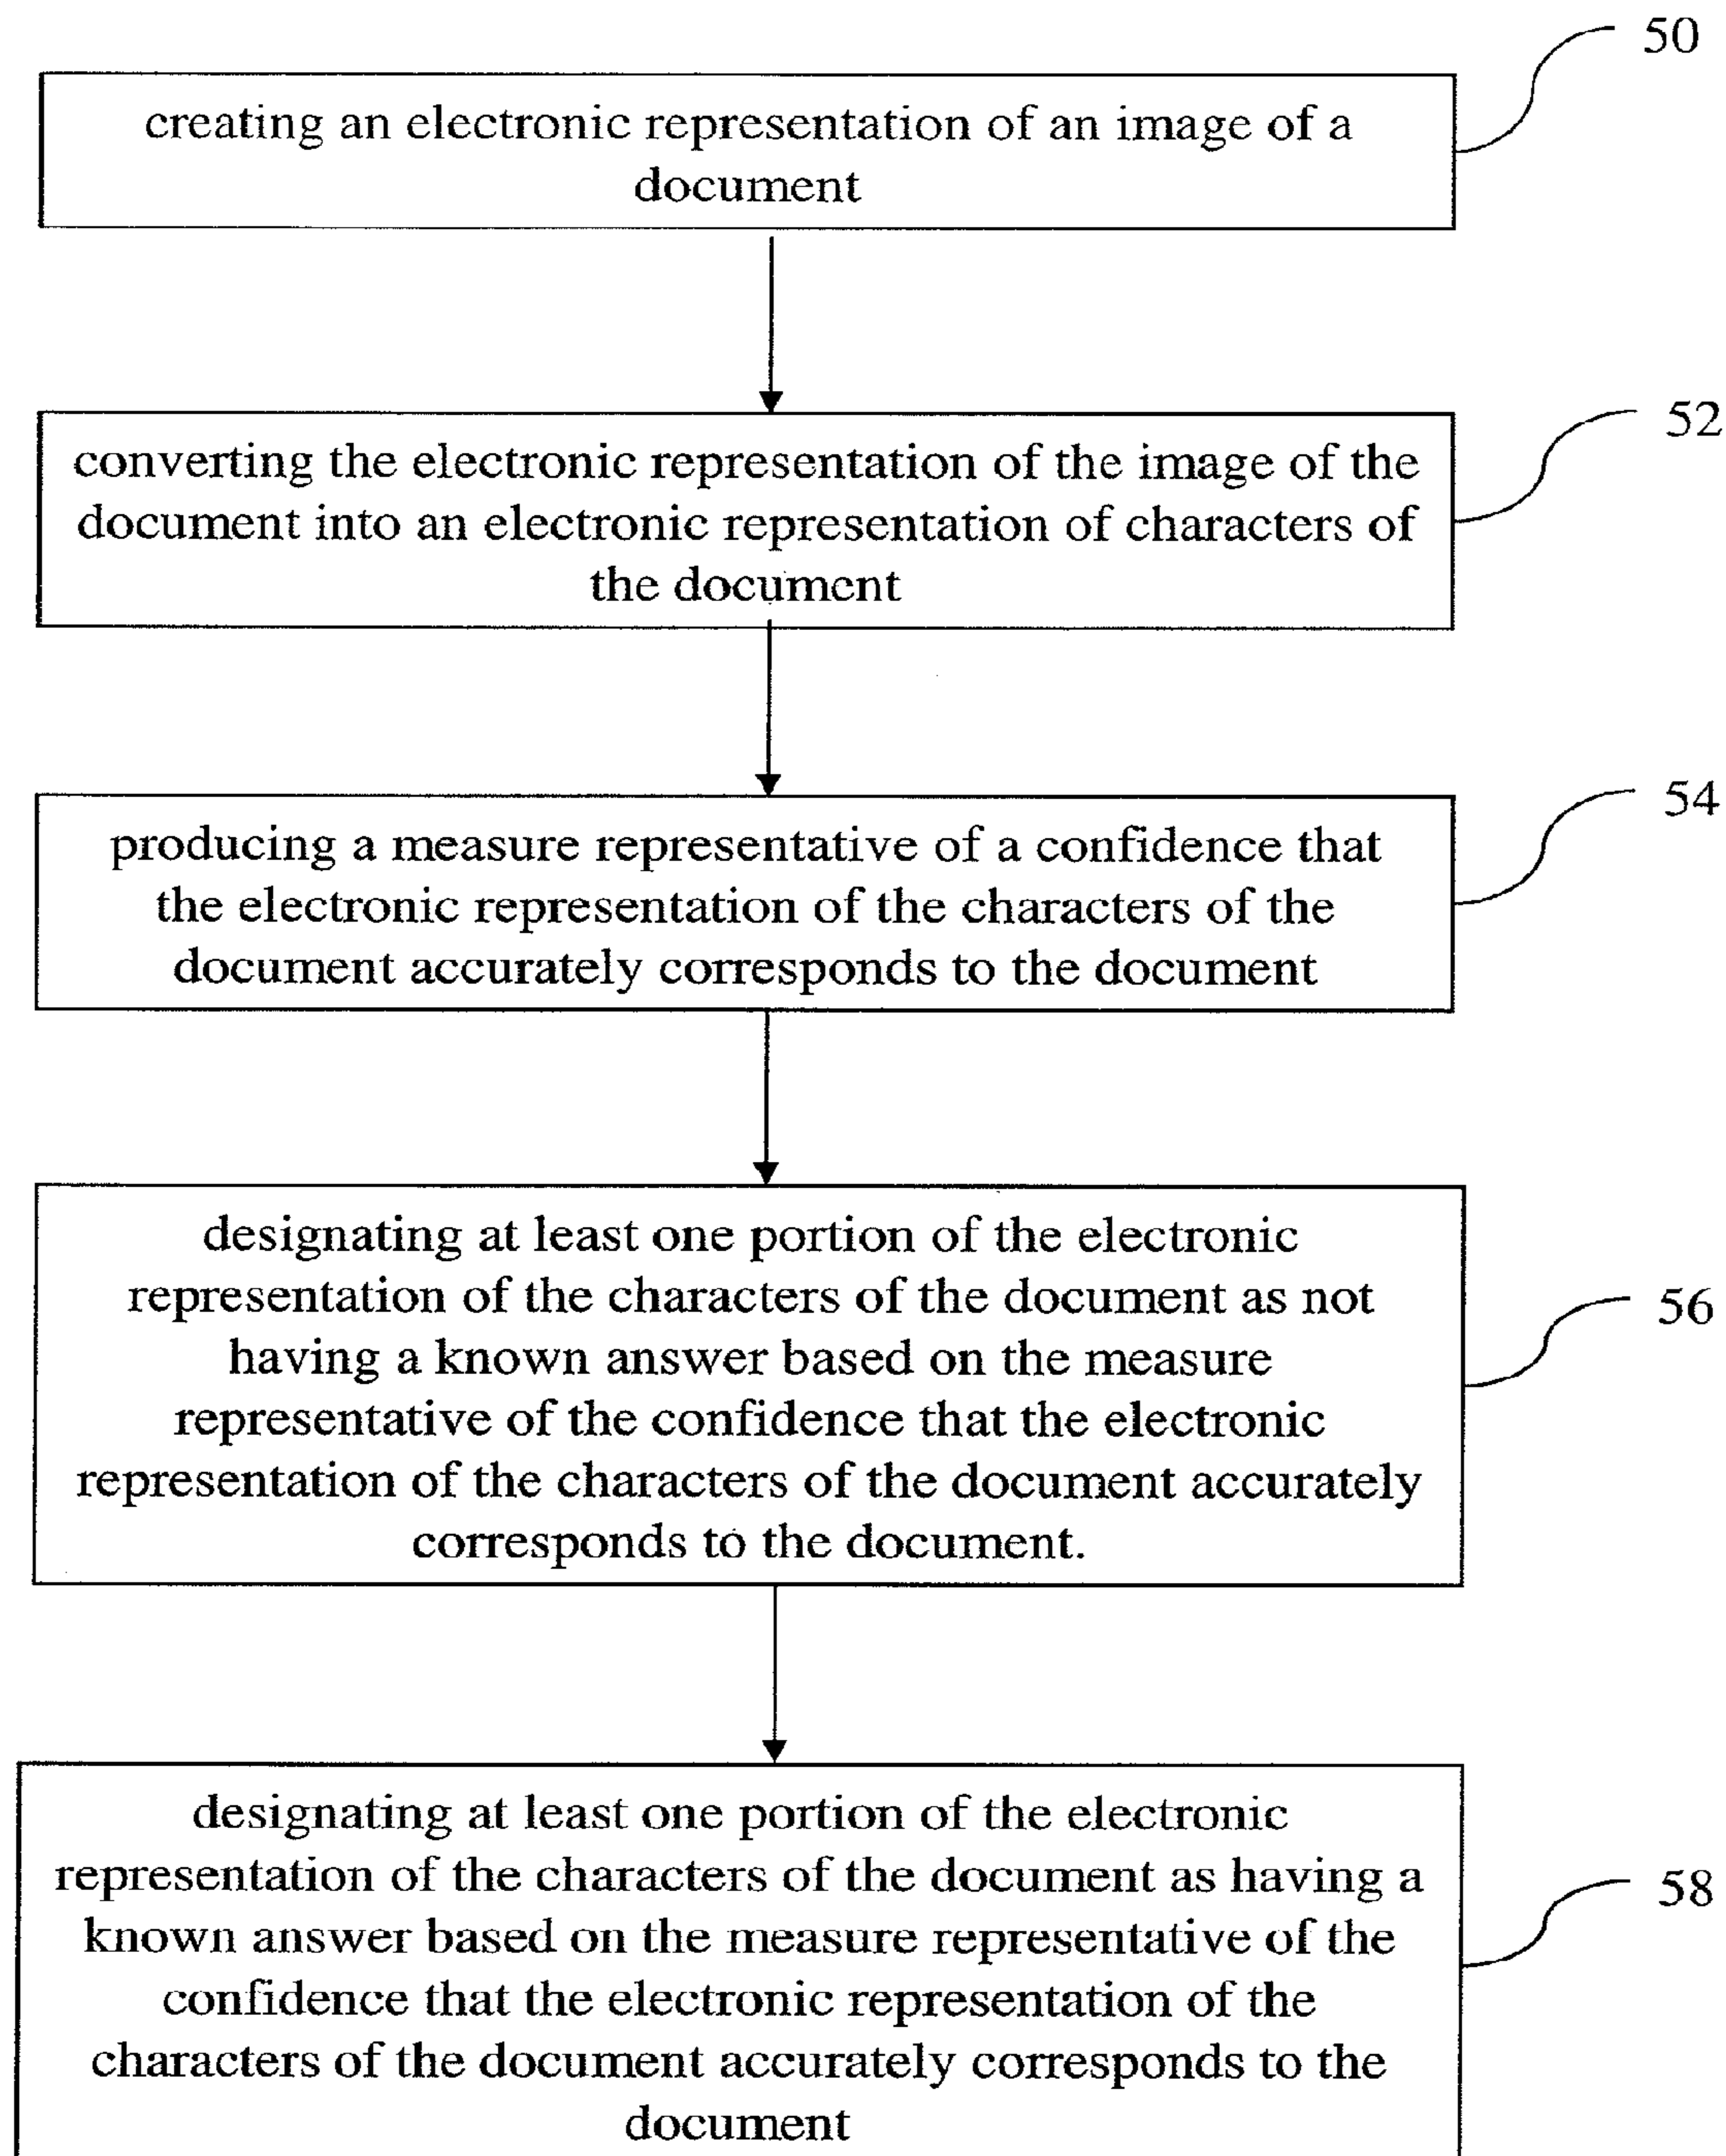 50
creating an electronic representation of an image of a
document
52
converting the electronic representation of the image of the
document into an electronic representation of characters of
the document
54
producing a measure representative of a confidence that
the electronic representation of the characters of the
document accurately corresponds to the document
56
designating at least one portion of the electronic
representation of the characters of the document as not
having a known answer based on the measure
representative of the confidence that the electronic
representation of the characters of the document accurately
corresponds to the document.
58
designating at least one portion of the electronic
representation of the characters of the document as having a
known answer based on the measure representative of the
confidence that the electronic representation of the
characters of the document accurately corresponds to the
document